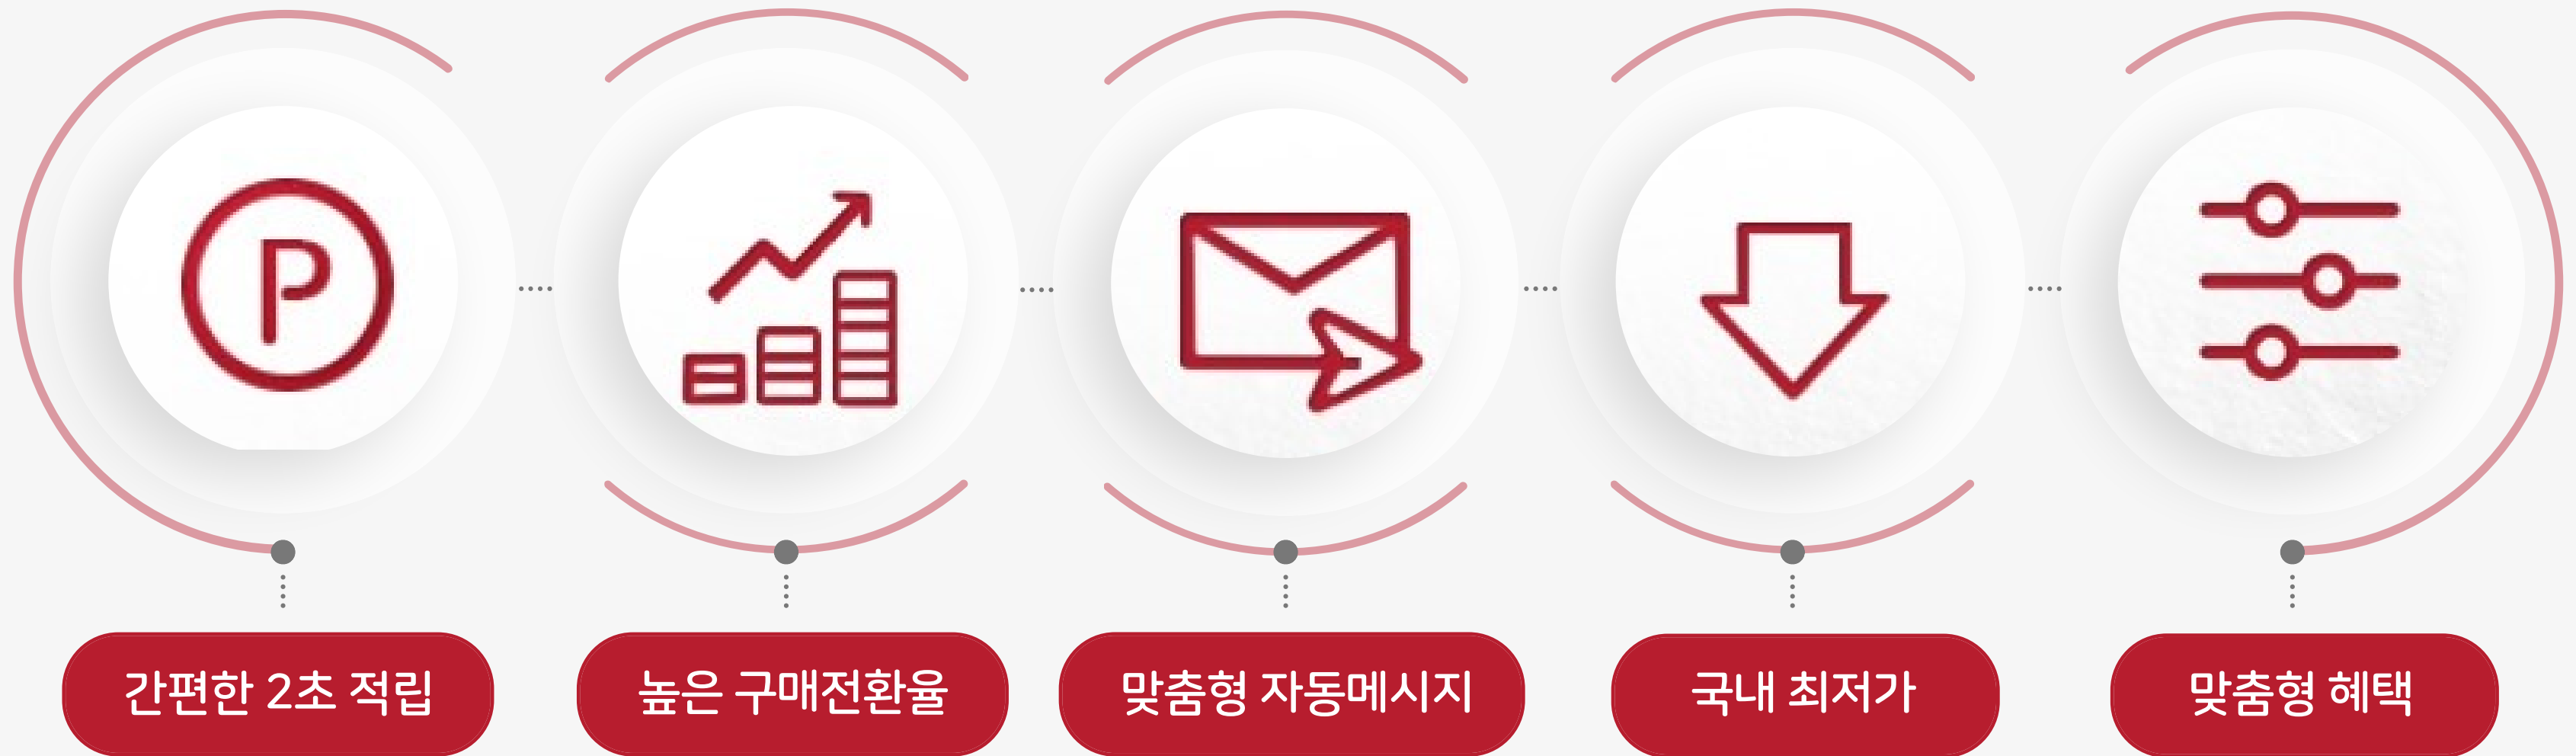 P
간편한 2초 적립
높은 구매전환율
맞춤형 자동메시지
국내 최저가
맞춤형 혜택